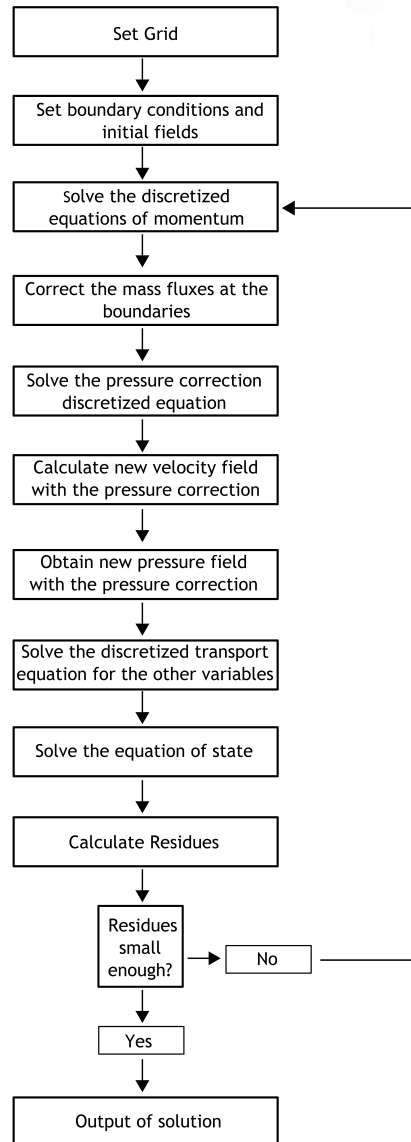 Set Grid
Set boundary conditions and
initial fields
Solve the discretized
equations of momentum
Correct the mass fluxes at the
boundaries
Solve the pressure correction
discretized equation
Calculate new velocity field
with the pressure correction
Obtain new pressure field
with the pressure correction
Solve the discretized transport
equation for the other variables
Solve the equation of state
Calculate Residues
Residues
small
enough?
No
Yes
Output of solution